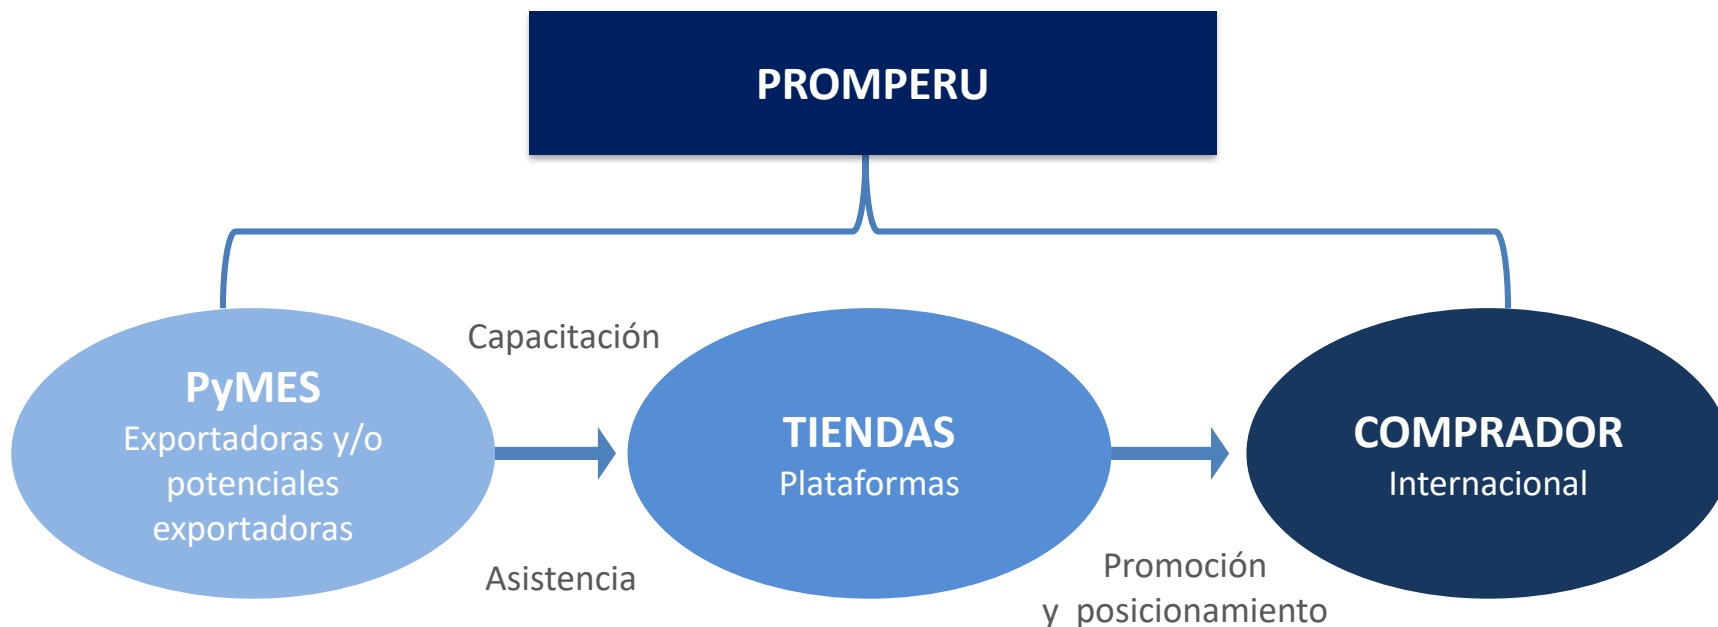 PROMPERU
Capacitación
PyMES
Exportadoras y/o
potenciales
exportadoras
Asistencia
TIENDAS
Plataformas
Promoción
y posicionamiento
COMPRADOR
Internacional